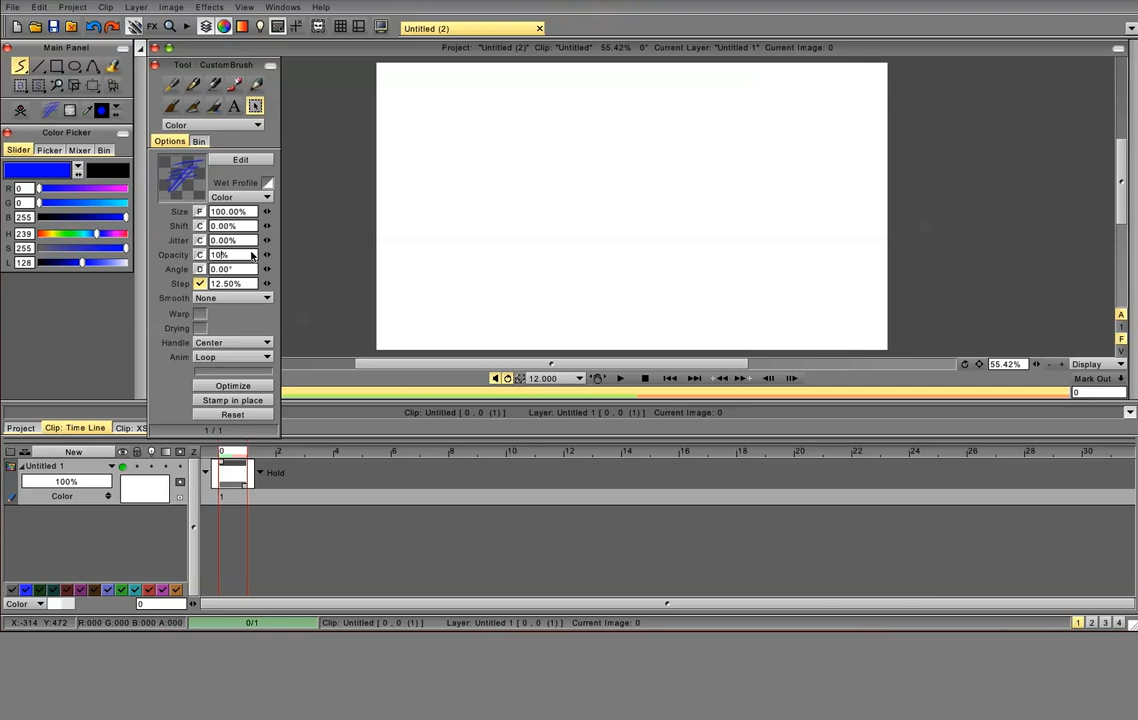 File Edit Project Clip Layer Image Effects View Windows Help
FX
Untitled (2)
Main Panel
Project: "Untitled (2)" Clip: "Untitled" 55.42% 0° Current Layer: "Untitled 1" Current Image: 0
Tool : CustomBrush
A
Color
Color Picker
Slider Picker Mixer Bin
Options Bin
Edit
Wet Profile
Color
R 0
G 0
B 255
H 239
S 255
L 128
Size P 100.00%
Shift C 0.00%
Jitter C 0.00%
Opacity C 10%
Angle D 0.00°
Step 12.50%
Smooth None
Warp
Drying
Handle Center
Anim Loop
Optimize
Stamp in place
Reset
1 / 1
A
1
F
V
55.42% - + Display
12.000
Mark Out
0
Clip: Untitled [ 0 , 0 (1) ] Layer: Untitled 1 [ 0 , 0 (1) ] Current Image: 0
Project Clip: Time Line Clip: XS
New Z
0 2 4 6 8 10 12 14 16 18 20 22 24 26 28 30
Untitled 1
100%
Color
Hold
1
Color 0
X:-314 Y:472 R:000 G:000 B:000 A:000 0/1 Clip: Untitled [ 0 , 0 (1) ] Layer: Untitled 1 [ 0 , 0 (1) ] Current Image: 0 1 2 3 4